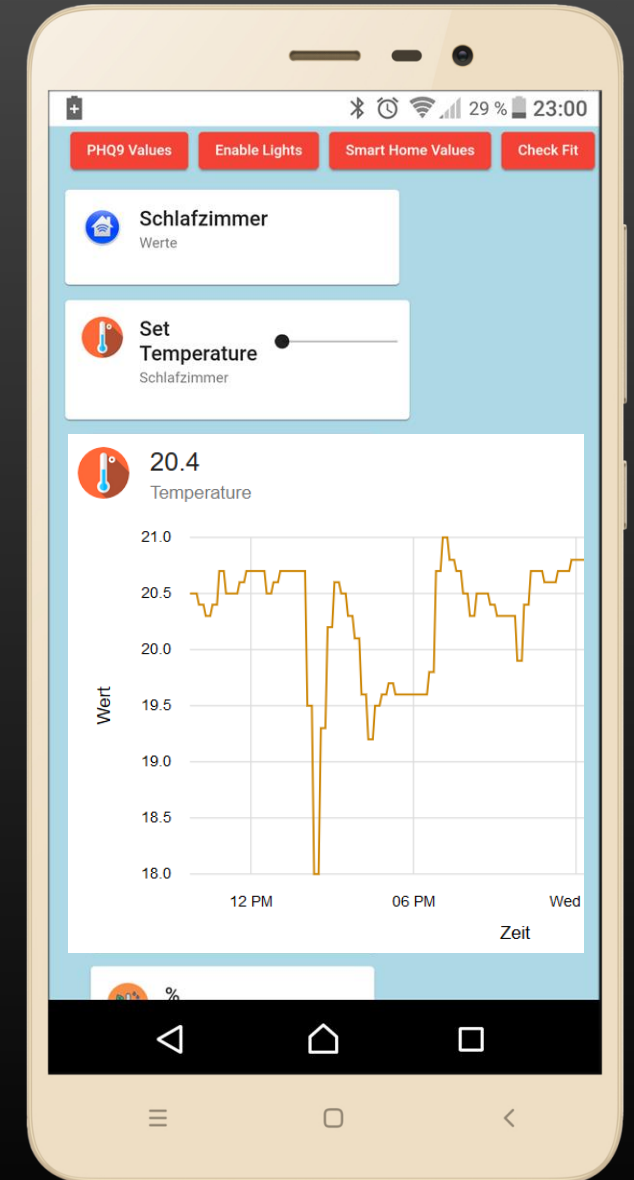 29 % 23:00
PHQ9 Values Enable Lights Smart Home Values Check Fit
Schlafzimmer
Werte
Set
Temperature
Schlafzimmer
20.4
Temperature
21.0
20.5
20.0
19.5
19.0
18.5
18.0
Wert
12 PM 06 PM Wed
Zeit
%